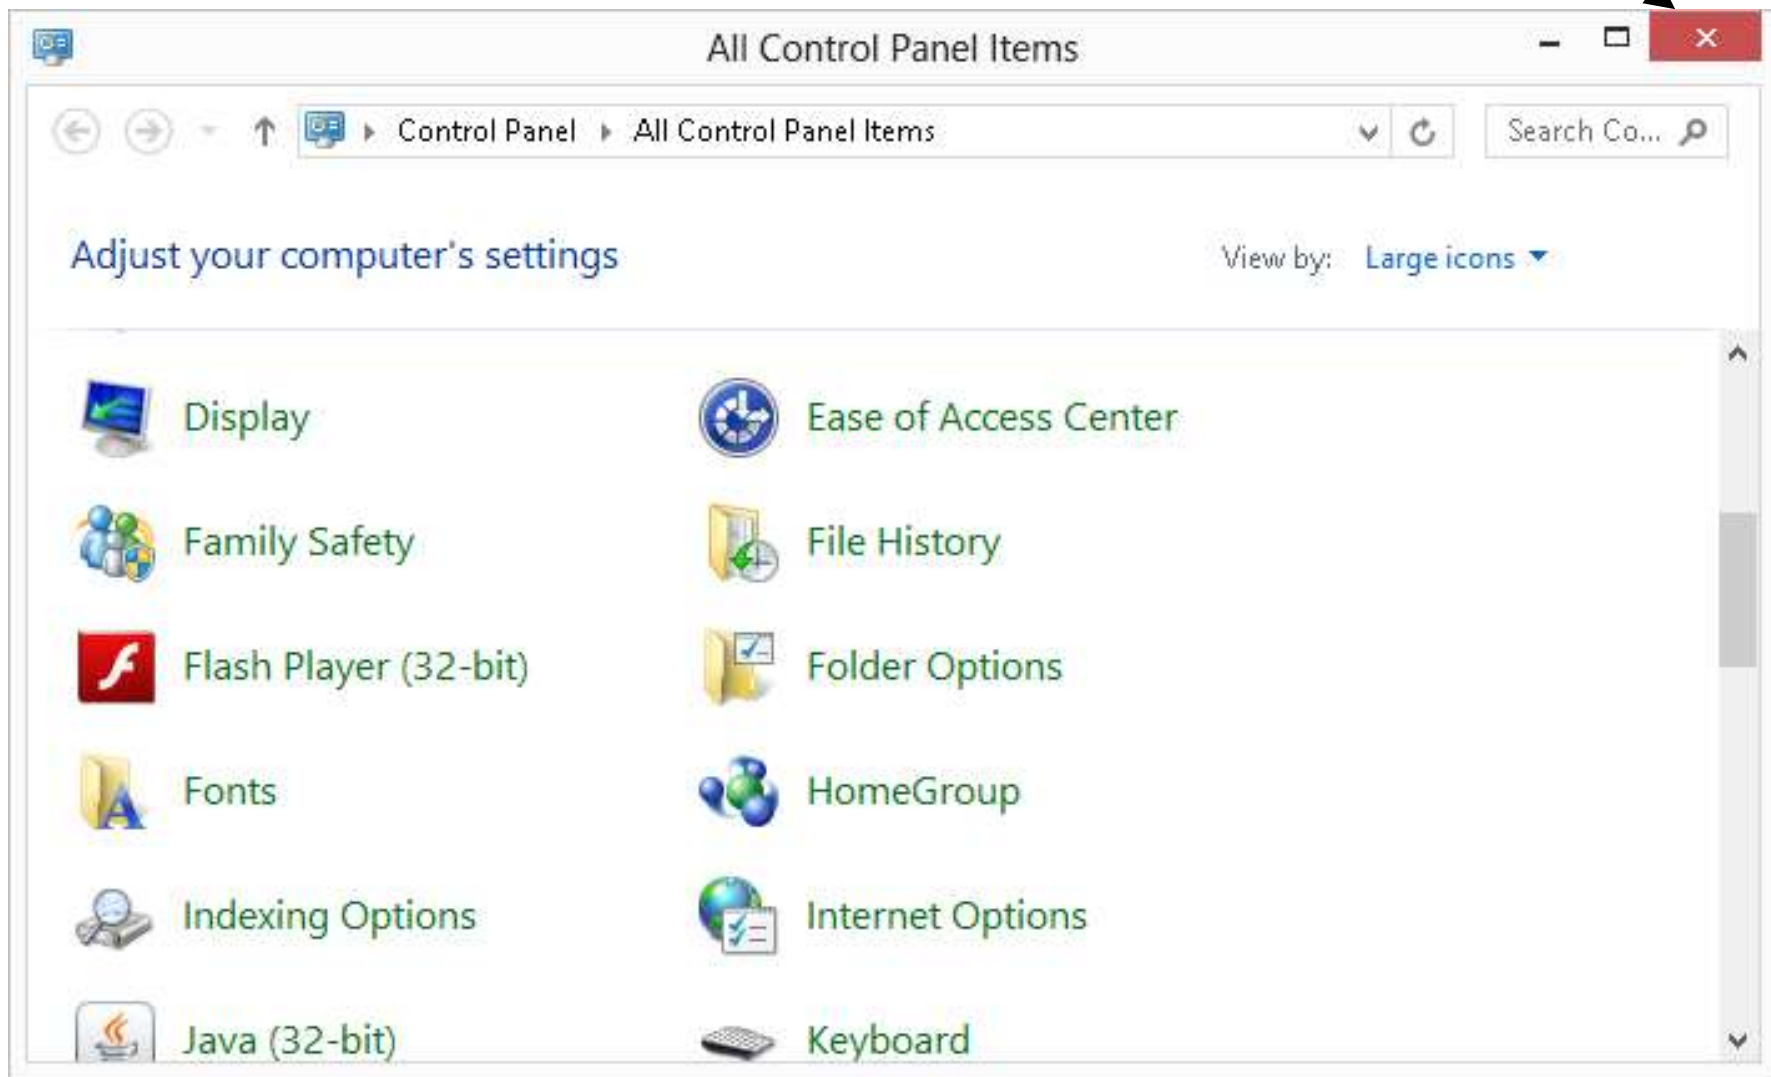 All Control Panel Items
Control Panel All Control Panel Items
Search Co...
Adjust your computer's settings
View by: Large icons
Display
Ease of Access Center
Family Safety
File History
Flash Player (32-bit)
Folder Options
Fonts
HomeGroup
Indexing Options
Internet Options
Java (32-bit)
Keyboard